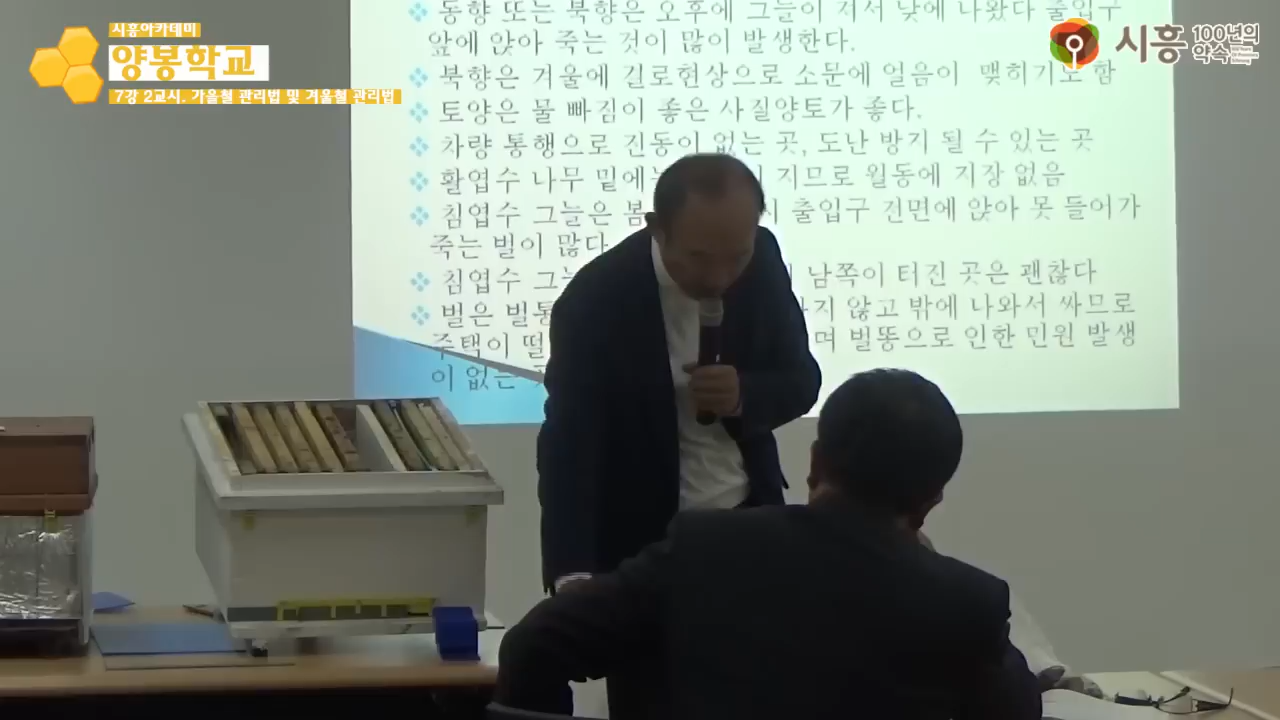 시흥아카데미
양봉학교
7강 2교시. 가을철 관리법 및 겨울철 관리법
시흥 100년의 약속
동향 또는 북향은 오후에 그늘이 져서 낮에 나왔다 출입구
앞에 앉아 죽는 것이 많이 발생한다.
북향은 겨울에 결로현상으로 소문에 얼음이 맺히기도 함
토양은 물 빠짐이 좋은 사질양토가 좋다.
차량 통행으로 진동이 없는 곳, 도난 방기 될 수 있는 곳
활엽수 나무 밑에 지므로 월동에 지장 없음
침엽수 그늘은 봄 출입구 전면에 앉아 못 들어가
죽는 벌이 많다
침엽수 남쪽이 터진 곳은 괜찮다
벌은 않고 밖에 나와서 싸므로
주택이 벌똥으로 인한 민원 발생
이 없는